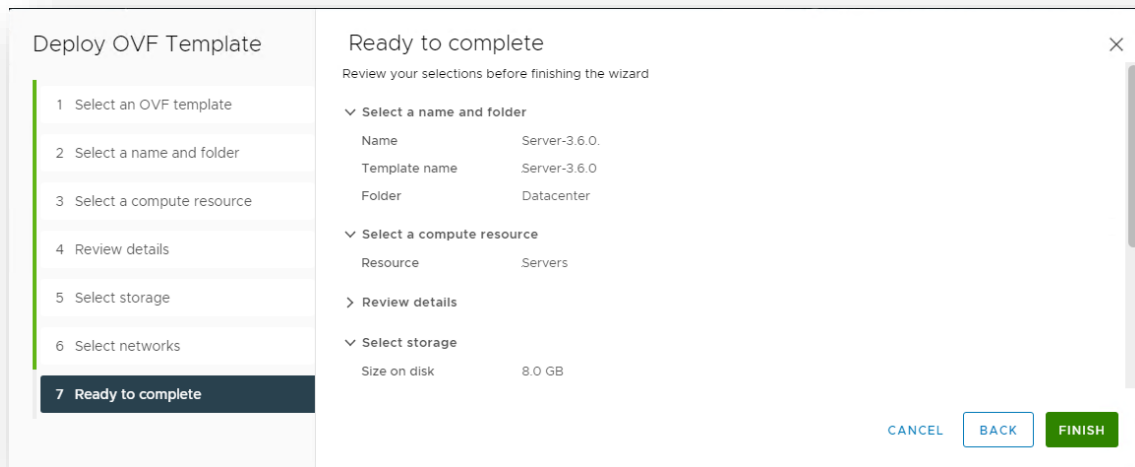 Deploy OVF Template
1 Select an OVF template
2 Select a name and folder
3 Select a compute resource
4 Review details
5 Select storage
6 Select networks
7 Ready to complete
Ready to complete
Review your selections before finishing the wizard
Select a name and folder
Name Server-3.6.0.
Template name Server-3.6.0
Folder Datacenter
Select a compute resource
Resource Servers
Review details
Select storage
Size on disk 8.0 GB
CANCEL BACK FINISH